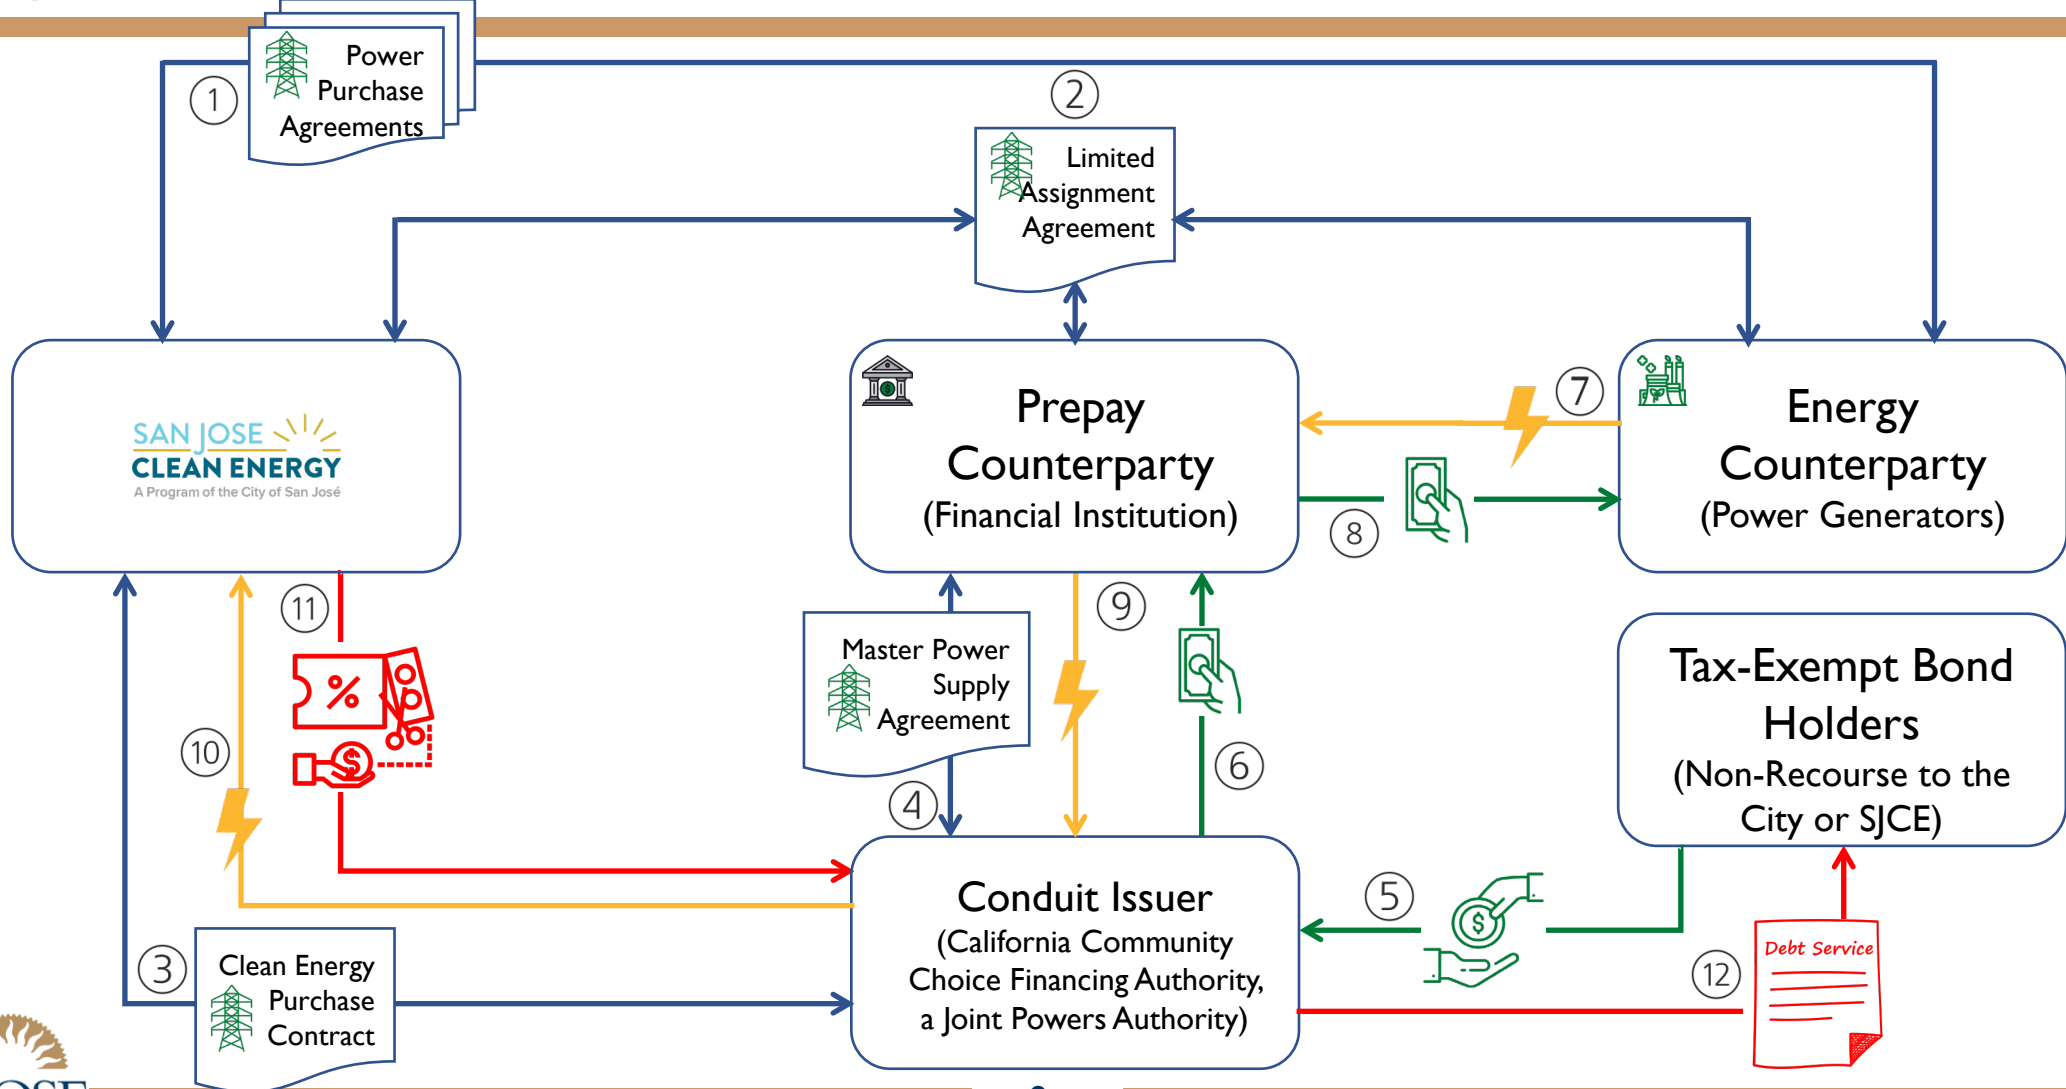 Power
Purchase
Agreements
1
2
Limited
Assignment
Agreement
SAN JOSE
CLEAN ENERGY
A Program of the City of San José
Prepay
Counterparty
(Financial Institution)
7
8
Energy
Counterparty
(Power Generators)
11
10
9
Master Power
Supply
Agreement
4
6
Tax-Exempt Bond
Holders
(Non-Recourse to the
City or SJCE)
5
Conduit Issuer
(California Community
Choice Financing Authority,
a Joint Powers Authority)
12
Debt Service
3
Clean Energy
Purchase
Contract
%
$
$